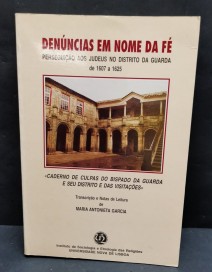 DENÚNCIAS EM NOME DA FÉ
PERSEGUIÇÃO AOS JUDEUS NO DISTRITO DA GUARDA
de 1607 a 1625
«CADERNO DE CULPAS DO BISPADO DA GUARDA
E SEU DISTRITO E DAS VISITAÇÕES»
Transcrição e Notas de Leitura
de
MARIA ANTONIETA GARCIA
Instituto de Sociologia e Etnologia das Religiões
UNIVERSIDADE NOVA DE LISBOA